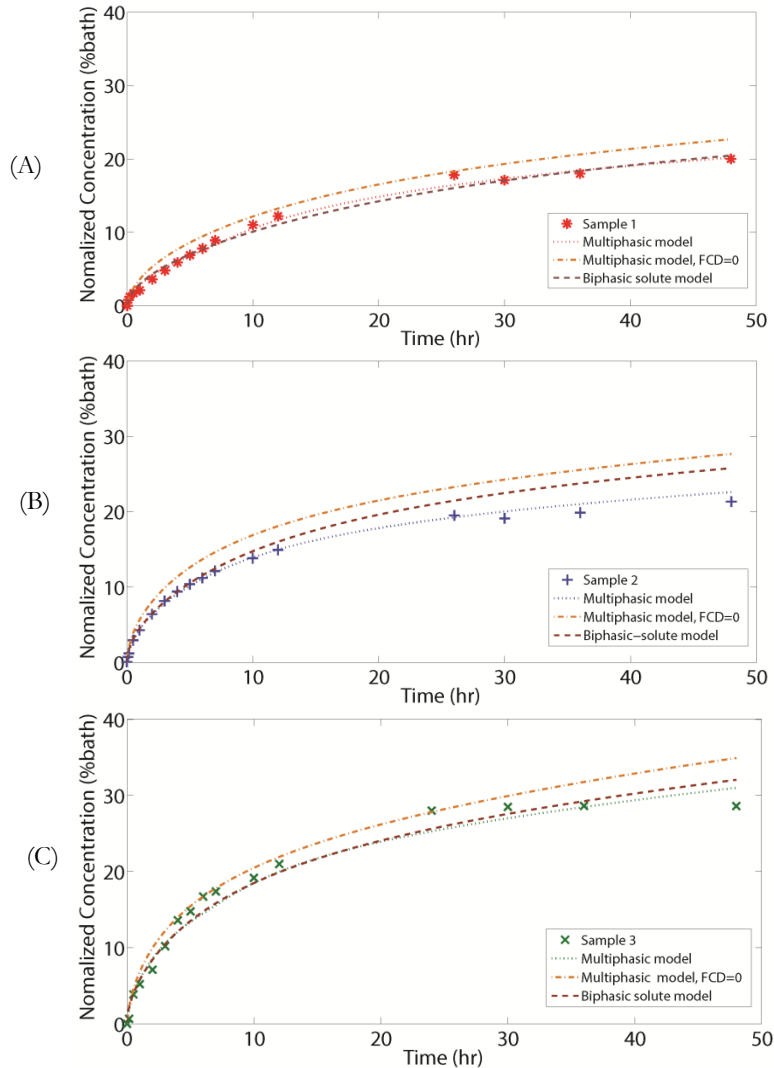 (A)
Nomalized Concentration (%bath)
40
30
20
10
0
0 10 20 30 40 50
Time (hr)
Sample 1
Multiphasic model
Multiphasic model, FCD=0
Biphasic solute model
(B)
Normalized Concentration (%bath)
40
30
20
10
0
0 10 20 30 40 50
Time (hr)
Sample 2
Multiphasic model
Multiphasic model, FCD=0
Biphasic-solute model
(C)
Normalized Concentration (%bath)
40
30
20
10
0
0 10 20 30 40 50
Time (hr)
Sample 3
Multiphasic model
Multiphasic model, FCD=0
Biphasic solute model